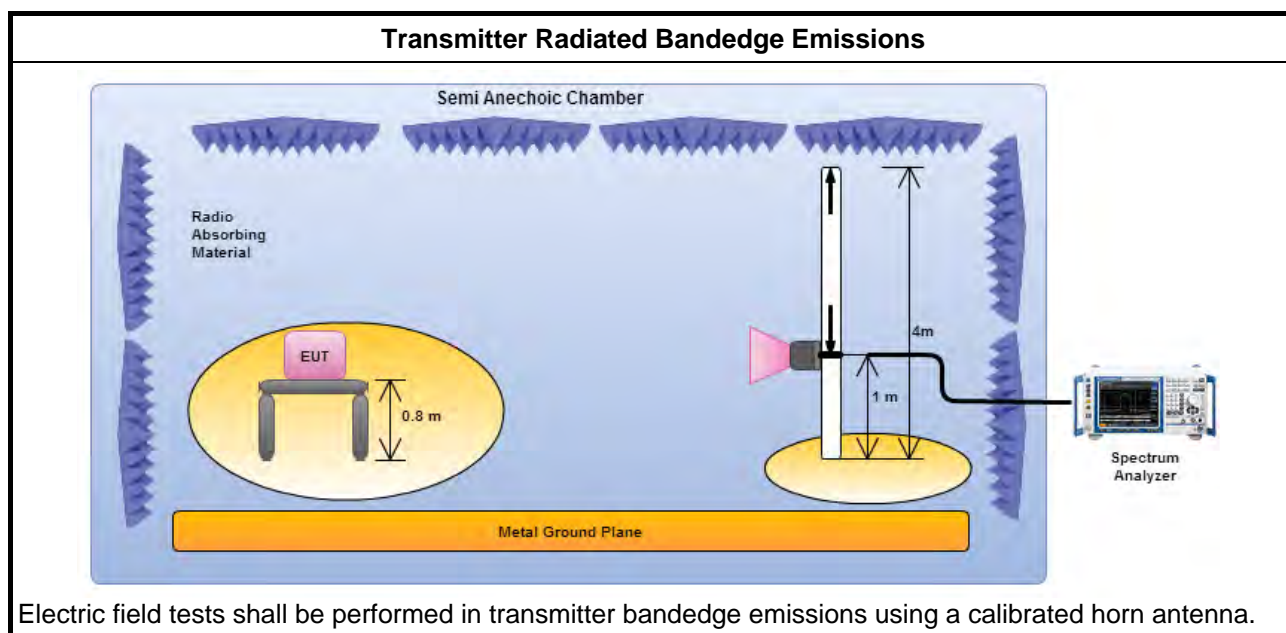 Transmitter Radiated Bandedge Emissions
Semi Anechoic Chamber
Radio
Absorbing
Material
EUT
0.8 m
4m
1 m
Spectrum
Analyzer
Metal Ground Plane
Electric field tests shall be performed in transmitter bandedge emissions using a calibrated horn antenna.